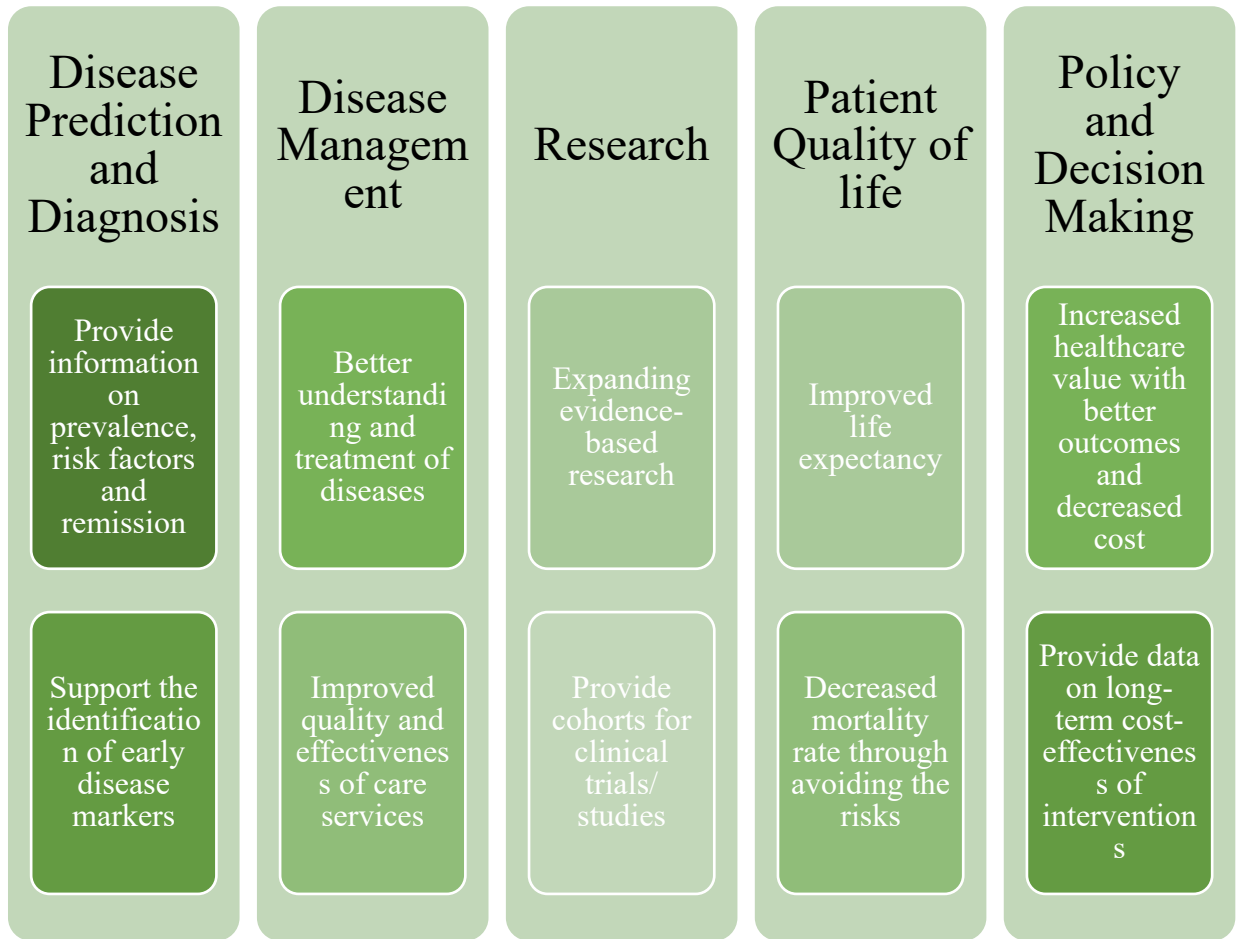 Disease
Prediction
and
Diagnosis
Provide
information
on
prevalence,
risk factors
and
remission
Support the
identificatio
n of early
disease
markers
Disease
Managem
ent
Better
understandi
ng and
treatment of
diseases
Improved
quality and
effectivenes
s of care
services
Research
Expanding
evidence-
based
research
Provide
cohorts for
clinical
trials/
studies
Patient
Quality of
life
Improved
life
expectancy
Decreased
mortality
rate through
avoiding the
risks
Policy
and
Decision
Making
Increased
healthcare
value with
better
outcomes
and
decreased
cost
Provide data
on long-
term cost-
effectivenes
s of
intervention
s